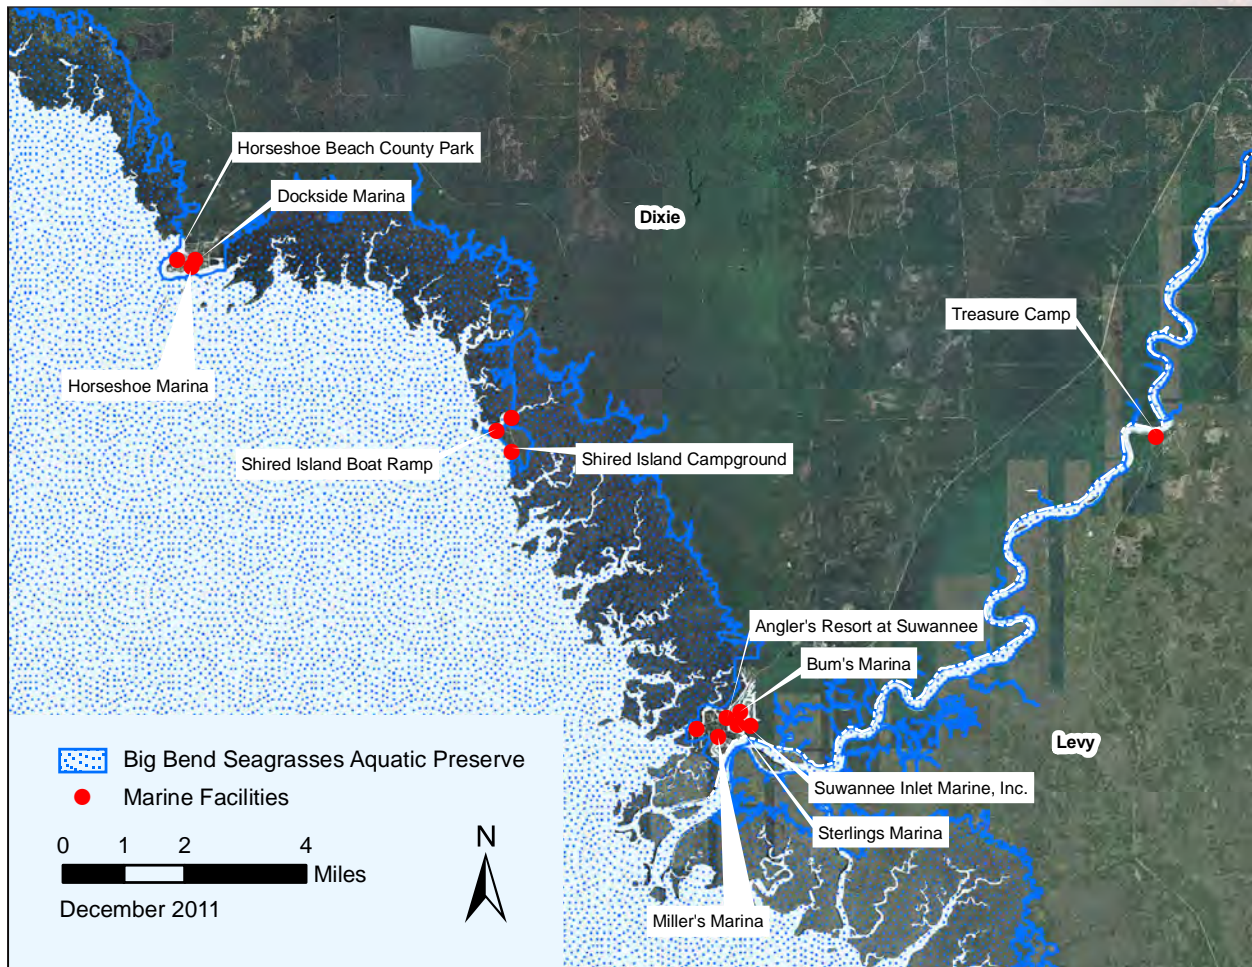 Horseshoe Beach County Park
Dockside Marina
Dixie
Treasure Camp
Horseshoe Marina
Shired Island Boat Ramp
Shired Island Campground
Angler's Resort at Suwannee
Bum's Marina
Levy
Big Bend Seagrasses Aquatic Preserve
Marine Facilities
Suwannee Inlet Marine, Inc.
Sterlings Marina
Miller's Marina
0 1 2 4
Miles
N
December 2011